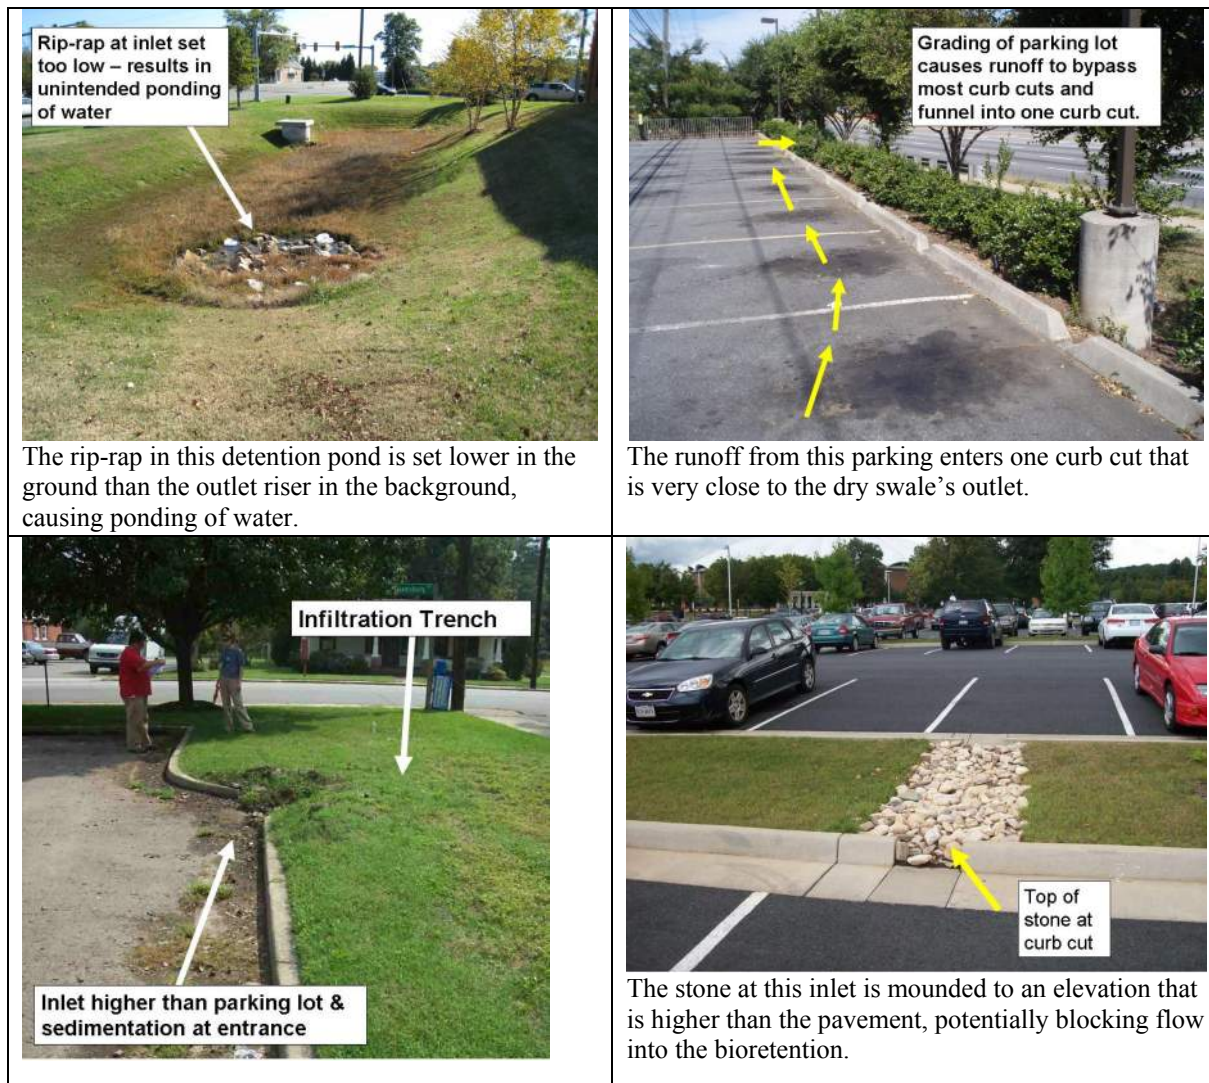 Rip-rap at inlet set
too low – results in
unintended ponding
of water
The rip-rap in this detention pond is set lower in the
ground than the outlet riser in the background,
causing ponding of water.
Grading of parking lot
causes runoff to bypass
most curb cuts and
funnel into one curb cut.
The runoff from this parking enters one curb cut that
is very close to the dry swale's outlet.
Infiltration Trench
Inlet higher than parking lot &
sedimentation at entrance
Top of
stone at
curb cut
The stone at this inlet is mounded to an elevation that
is higher than the pavement, potentially blocking flow
into the bioretention.